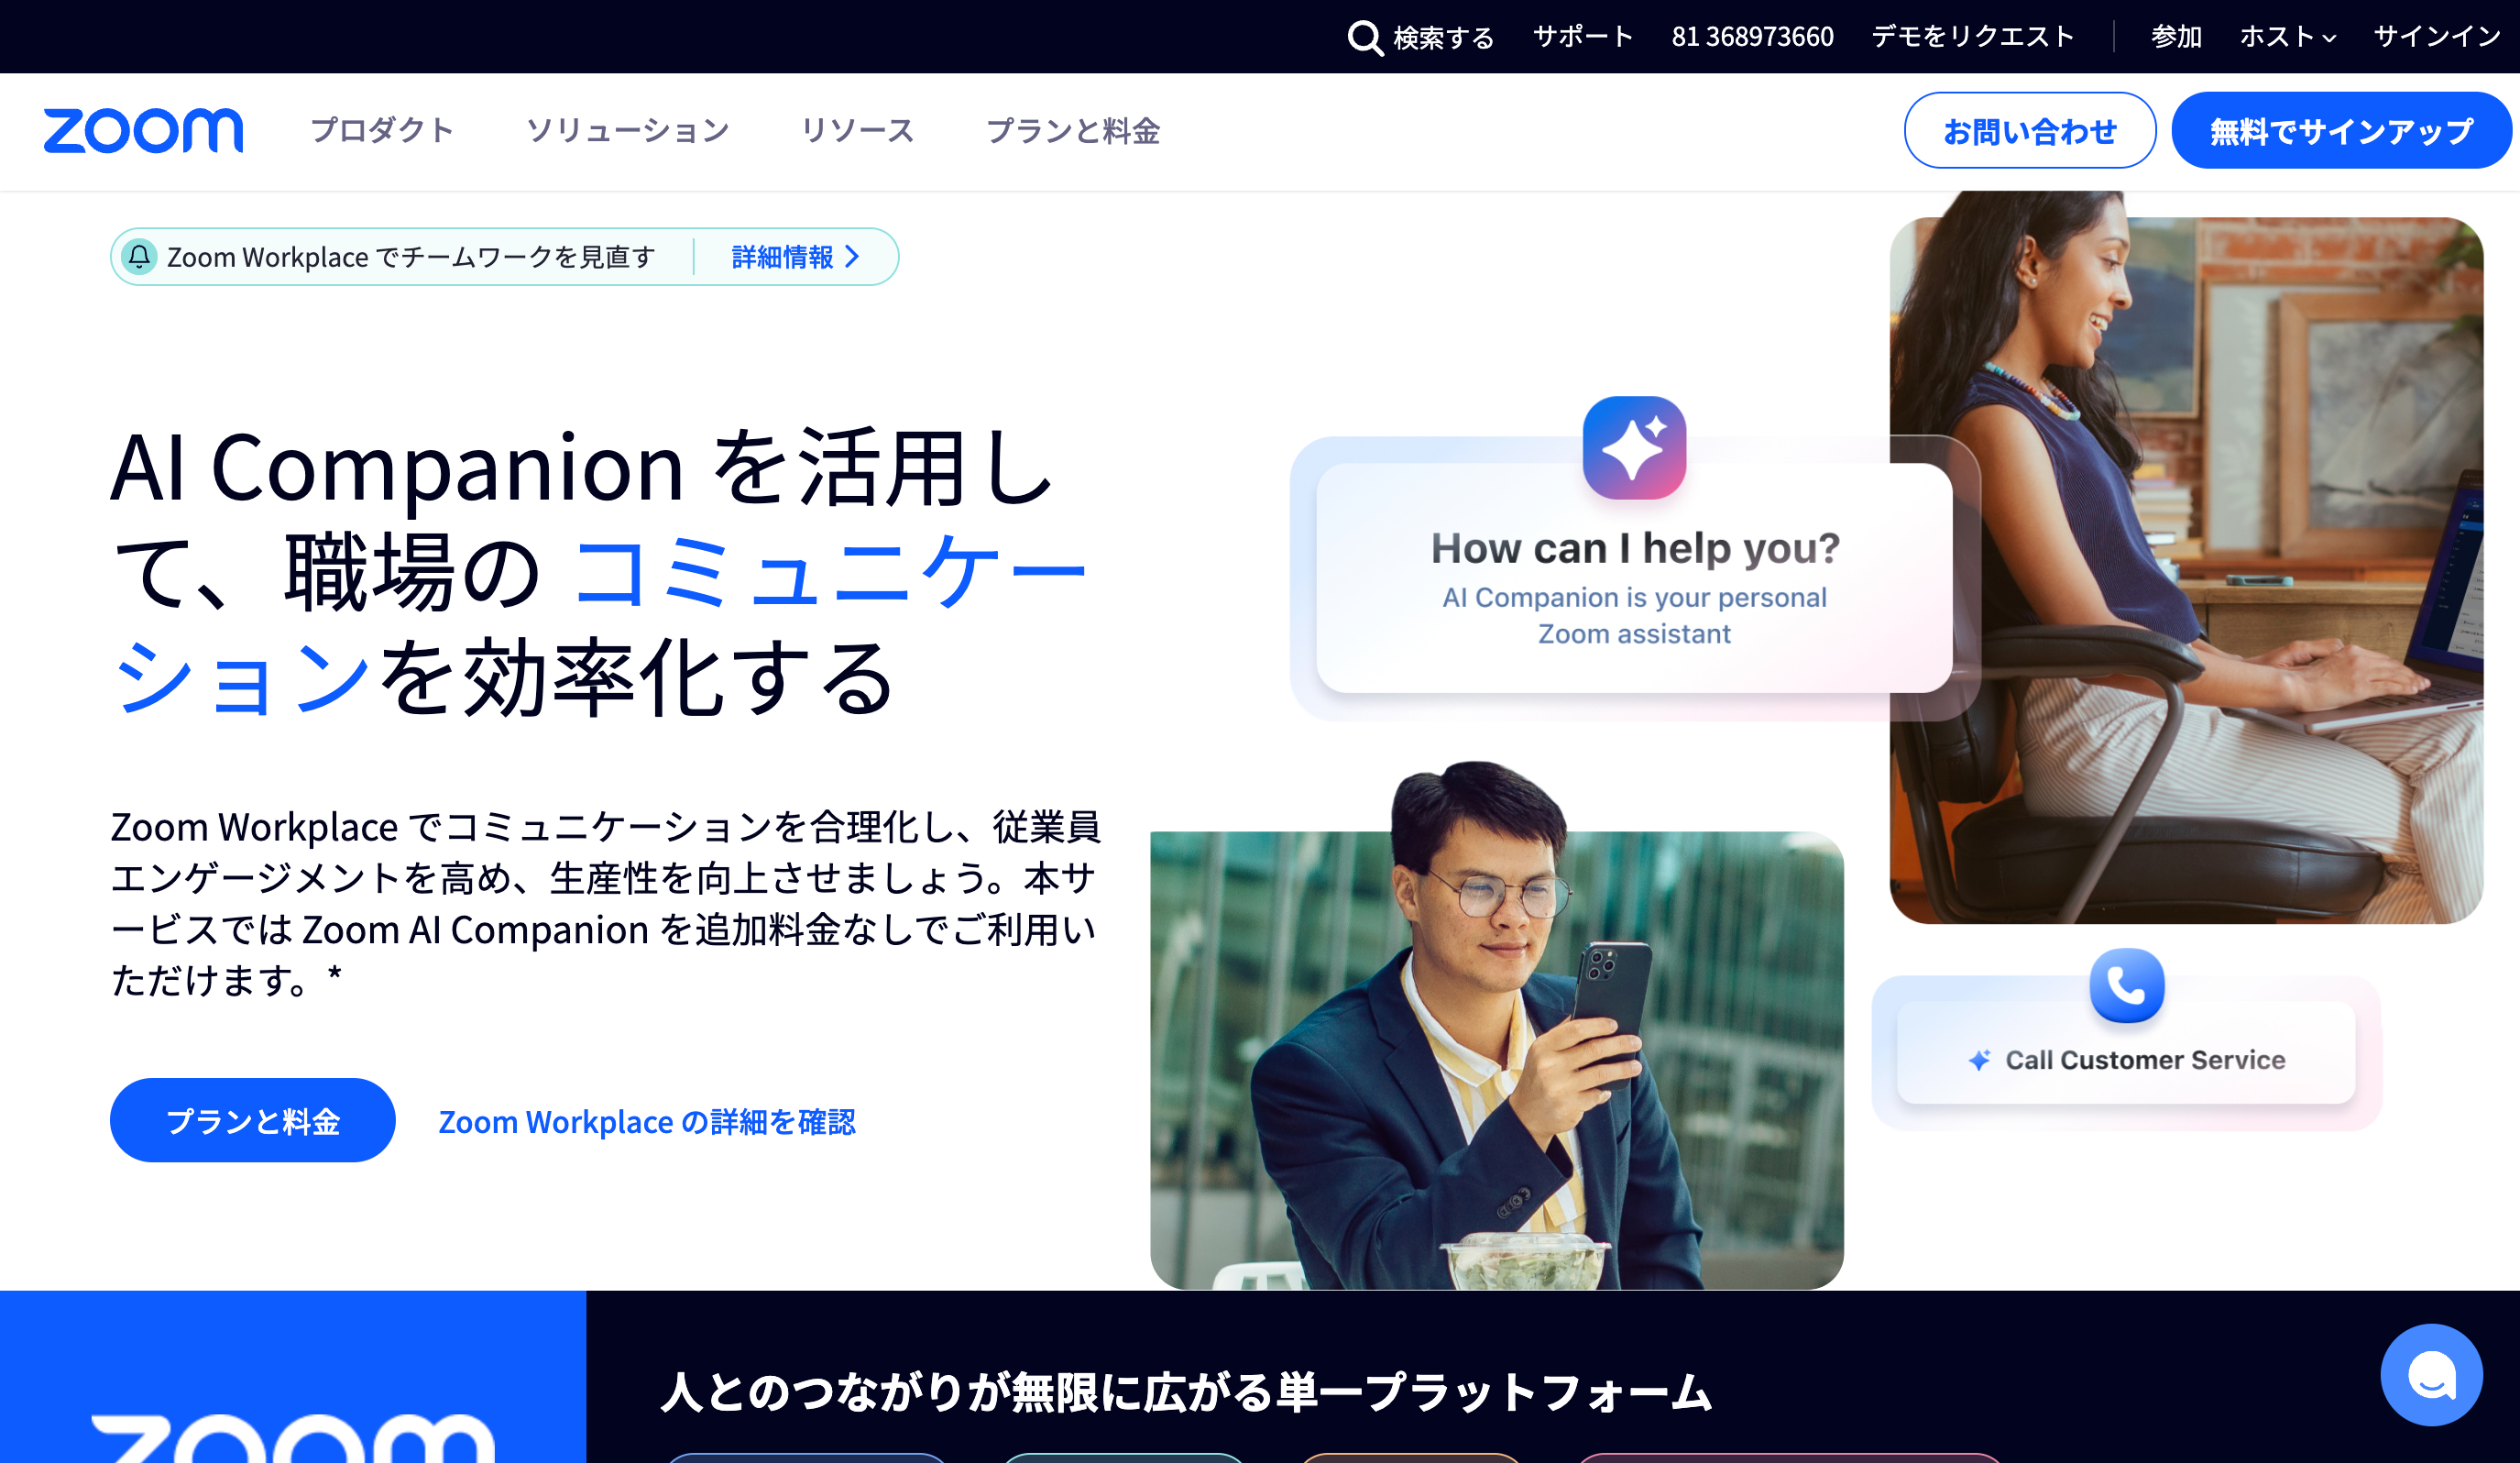 検索する サポート 81 368973660 デモをリクエスト 参加 ホスト サインイン
zoom プロダクト ソリューション リソース プランと料金 お問い合わせ 無料でサインアップ
Zoom Workplace でチームワークを見直す 詳細情報
AI Companion を活用し
て、職場の コミュニケー
ションを効率化する
Zoom Workplace でコミュニケーションを合理化し、従業員
エンゲージメントを高め、生産性を向上させましょう。本サ
ービスでは Zoom AI Companion を追加料金なしでご利用い
ただけます。*
プランと料金 Zoom Workplace の詳細を確認
How can I help you?
AI Companion is your personal
Zoom assistant
Call Customer Service
zoom
人とのつながりが無限に広がる単一プラットフォーム